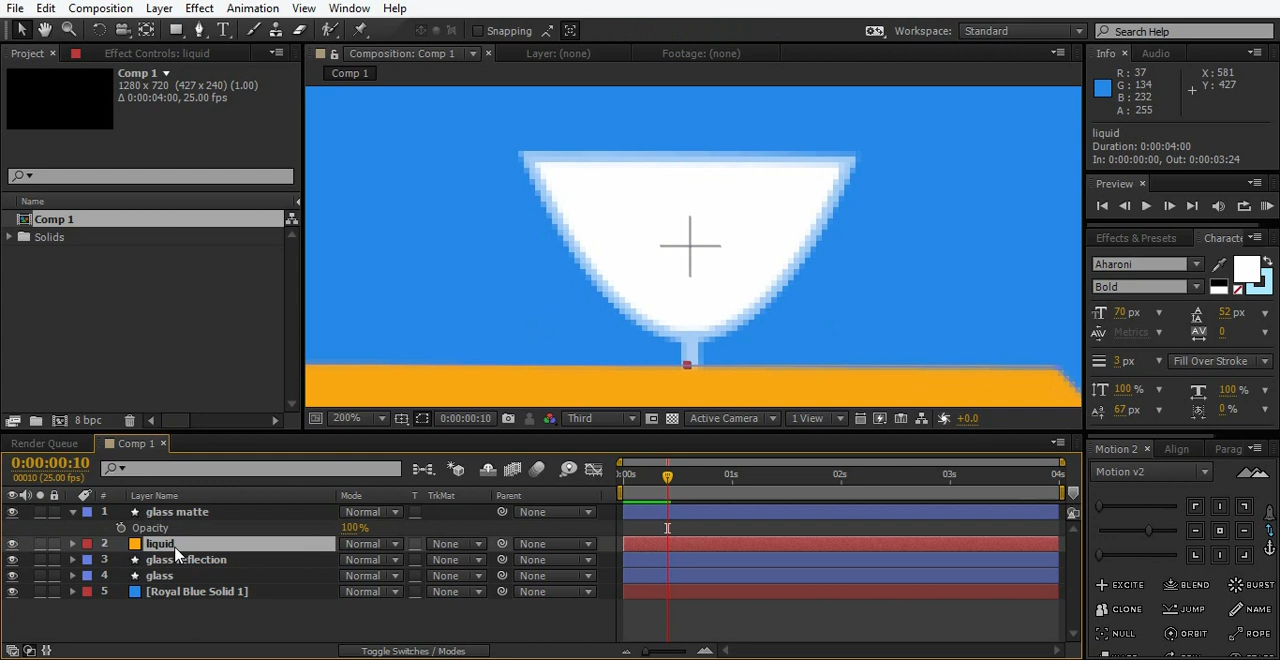 File Edit Composition Layer Effect Animation View Window Help
Snapping Workspace: Standard Search Help
Project Effect Controls: liquid
Comp 1
1280 x 720 (427 x 240) (1.00)
Δ 0:00:04:00, 25.00 fps
Name
Comp 1
Solids
8 bpc
Composition: Comp 1 Layer: (none) Footage: (none)
Comp 1
200% 0:00:00:10 Third Active Camera 1 View +0.0
Info Audio
R: 37
G: 134
B: 232
A: 255
X: 581
Y: 427
liquid
Duration: 0:00:04:00
In: 0:00:00:00, Out: 0:00:03:24
Preview
Effects & Presets Characte
Aharoni
Bold
70 px 52 px
Metrics 0
3 px Fill Over Stroke
100 % 100 %
67 px 0 %
Render Queue Comp 1
0:00:00:10
00010 (25.00 fps)
# Layer Name Mode T TrkMat Parent
:00s 01s 02s 03s 04s
1 glass matte Normal None
Opacity 100%
2 liquid Normal None None
3 glass reflection Normal None None
4 glass Normal None None
5 [Royal Blue Solid 1] Normal None None
Toggle Switches / Modes
Motion 2 Align Parag
Motion v2
EXCITE BLEND BURST
CLONE JUMP NAME
NULL ORBIT ROPE